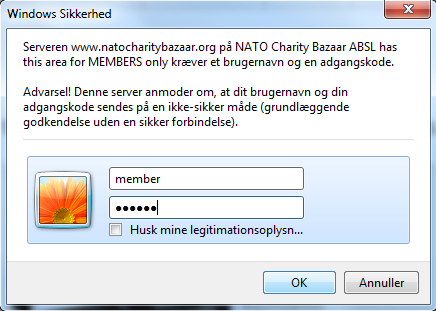 Windows Sikkerhed
Serveren www.natocharitybazaar.org på NATO Charity Bazaar ABSL has
this area for MEMBERS only kræver et brugernavn og en adgangskode.
Advarsel! Denne server anmoder om, at dit brugernavn og din
adgangskode sendes på en ikke-sikker måde (grundlæggende
godkendelse uden en sikker forbindelse).
member
••••••
Husk mine legitimationsoplysn...
OK
Annuller